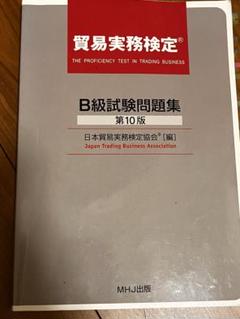 貿易実務検定®
THE PROFICIENCY TEST IN TRADING BUSINESS
B級試験問題集
第10版
日本貿易実務検定協会®［編］
Japan Trading Business Association
MHJ出版